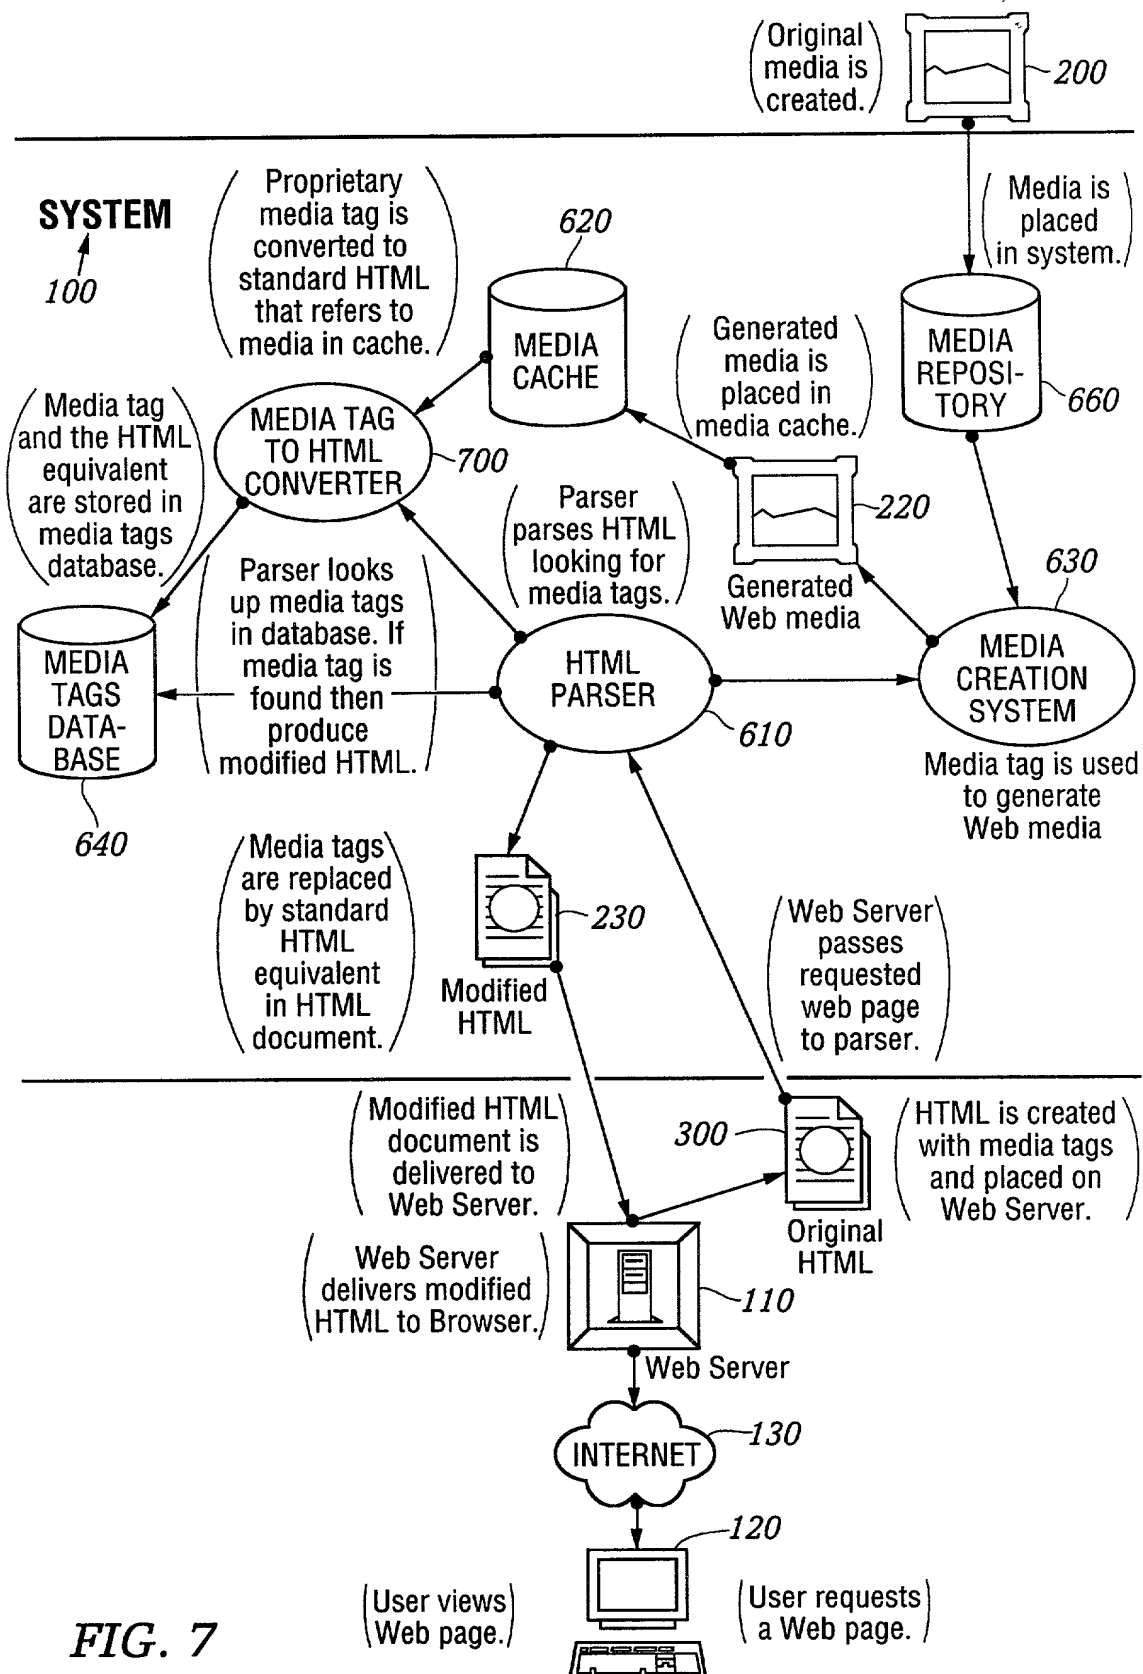 (Original
media is
created.)
200
SYSTEM
100
(Proprietary
media tag is
converted to
standard HTML
that refers to
media in cache.)
620
MEDIA
CACHE
(Media is
placed
in system.)
(Generated
media is
placed in
media cache.)
MEDIA
REPOSI-
TORY
660
(Media tag
and the HTML
equivalent
are stored in
media tags
database.)
MEDIA TAG
TO HTML
CONVERTER
700
(Parser
parses HTML
looking for
media tags.)
220
Generated
Web media
630
(Parser looks
up media tags
in database. If
media tag is
found then
produce
modified HTML.)
MEDIA
TAGS
DATA-
BASE
640
HTML
PARSER
610
MEDIA
CREATION
SYSTEM
Media tag is used
to generate
Web media
(Media tags
are replaced
by standard
HTML
equivalent
in HTML
document.)
230
Modified
HTML
(Web Server
passes
requested
web page
to parser.)
(Modified HTML
document is
delivered to
Web Server.)
300
Original
HTML
(HTML is created
with media tags
and placed on
Web Server.)
(Web Server
delivers modified
HTML to Browser.)
110
Web Server
INTERNET
130
120
(User views
Web page.)
(User requests
a Web page.)
FIG. 7